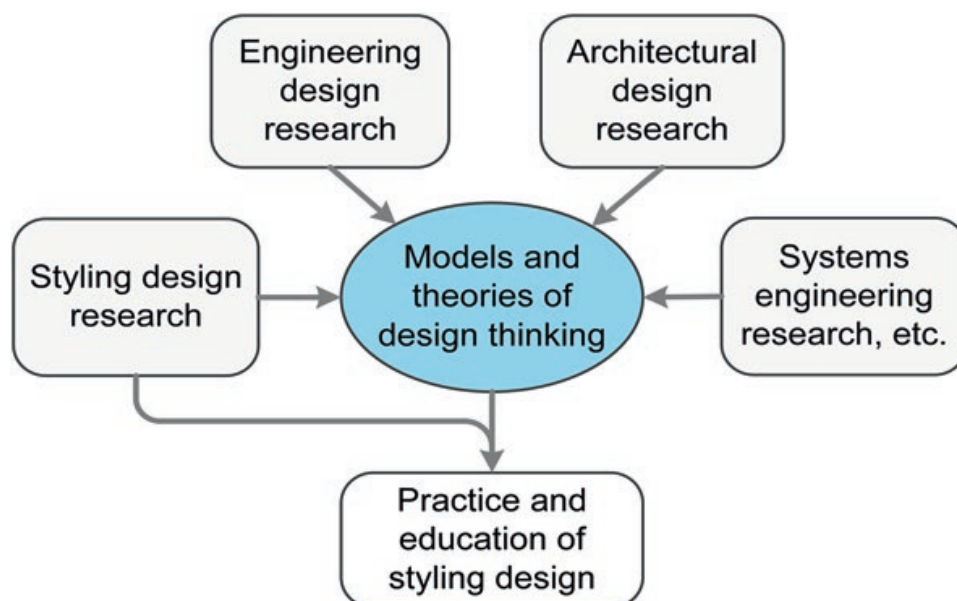 Engineering
design
research
Architectural
design
research
Styling design
research
Models and
theories of
design thinking
Systems
engineering
research, etc.
Practice and
education of
styling design